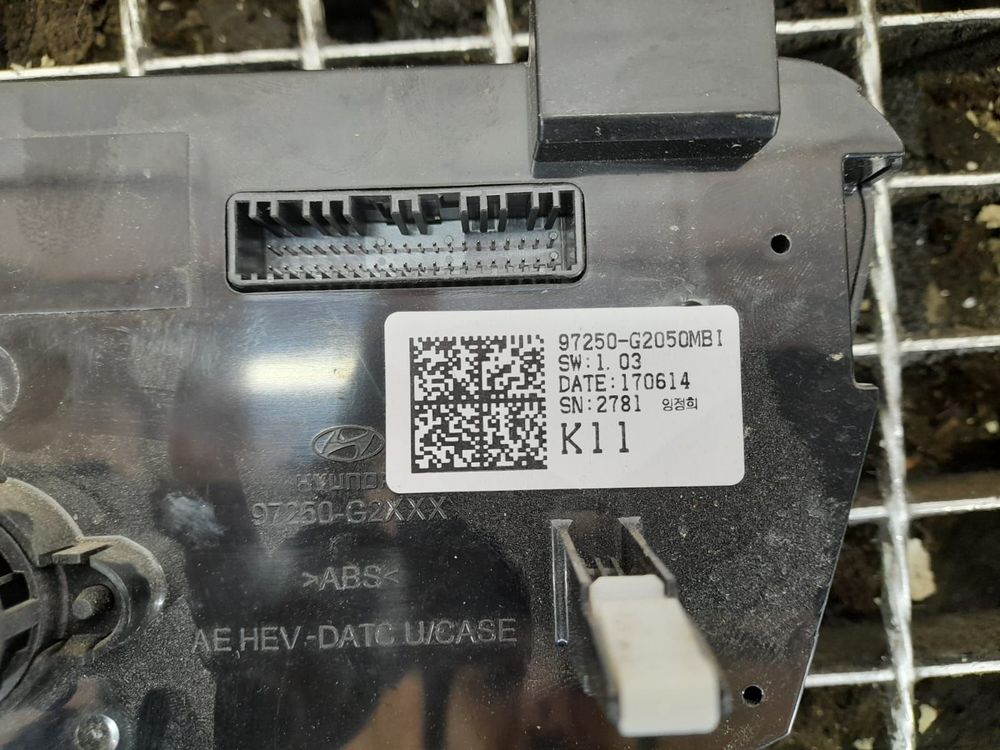 97250-G2050MBI
SW:1.03
DATE:170614
SN:2781 임정희
K11
HYUNDAI
97250-G2XXX
>ABS<
AE,HEV-DATC U/CASE